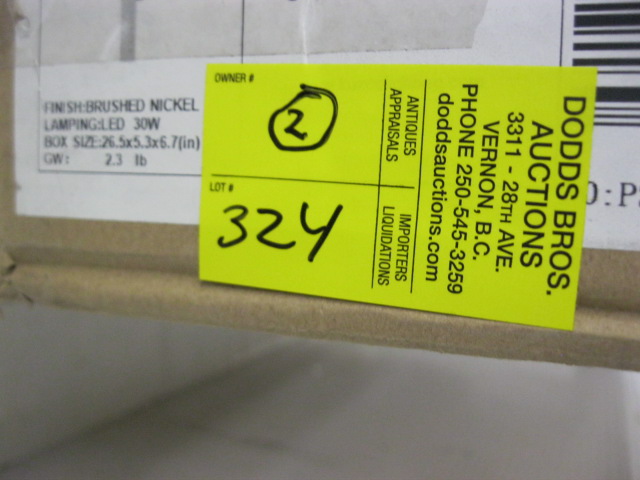 FINISH:BRUSHED NICKEL
LAMPING:LED 30W
BOX SIZE:26.5x5.3x6.7(in)
GW: 2.3 lb
OWNER #
2
LOT #
324
ANTIQUES
APPRAISALS
IMPORTERS
LIQUIDATIONS
DODDS BROS.
AUCTIONS
3311 - 28TH AVE.
VERNON, B.C.
PHONE 250-545-3259
doddsauctions.com